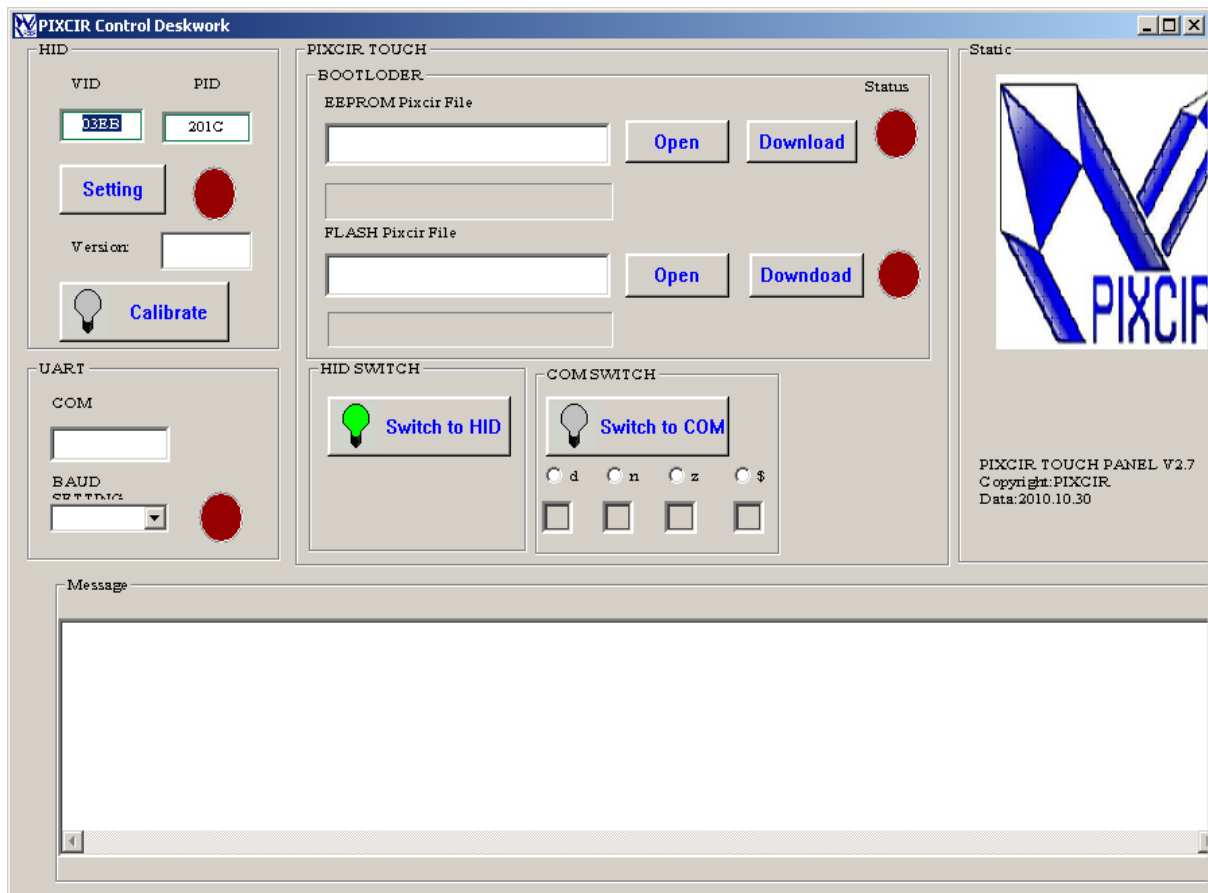 PIXCIR Control Deskwork
HID
VID PID
03EB 201C
Setting
Version:
Calibrate
UART
COM
BAUD
SETTING
PIXCIR TOUCH
BOOTLODER
Status
EEPROM Pixcir File
Open Download
FLASH Pixcir File
Open Downdoad
HID SWITCH
Switch to HID
COM SWITCH
Switch to COM
d n z $
Static
PIXCIR
PIXCIR TOUCH PANEL V2.7
Copyright:PIXCIR
Data:2010.10.30
Message